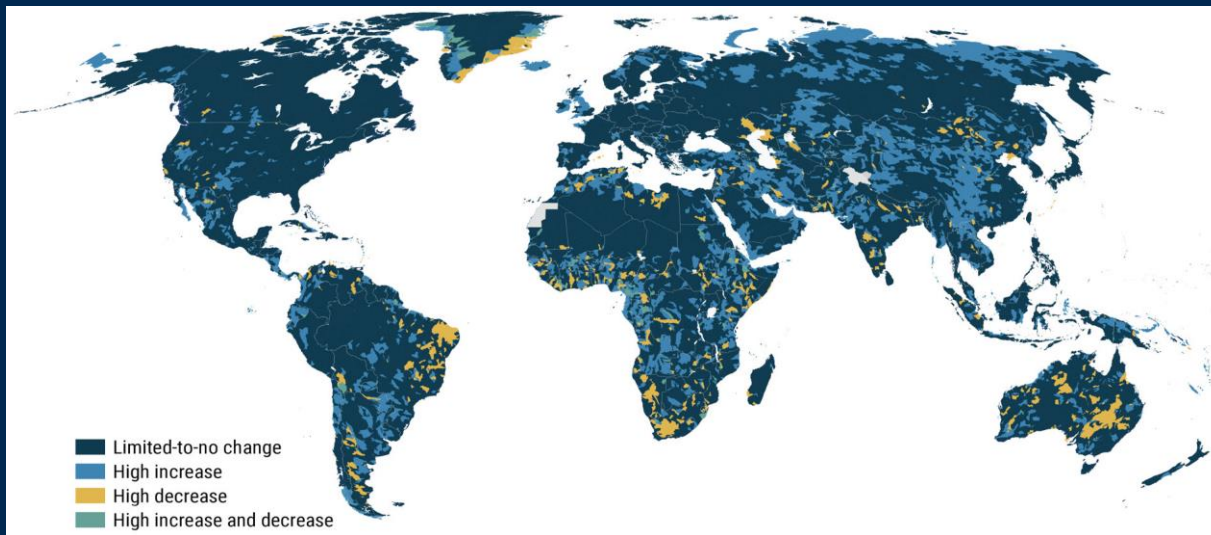 Limited-to-no change
High increase
High decrease
High increase and decrease